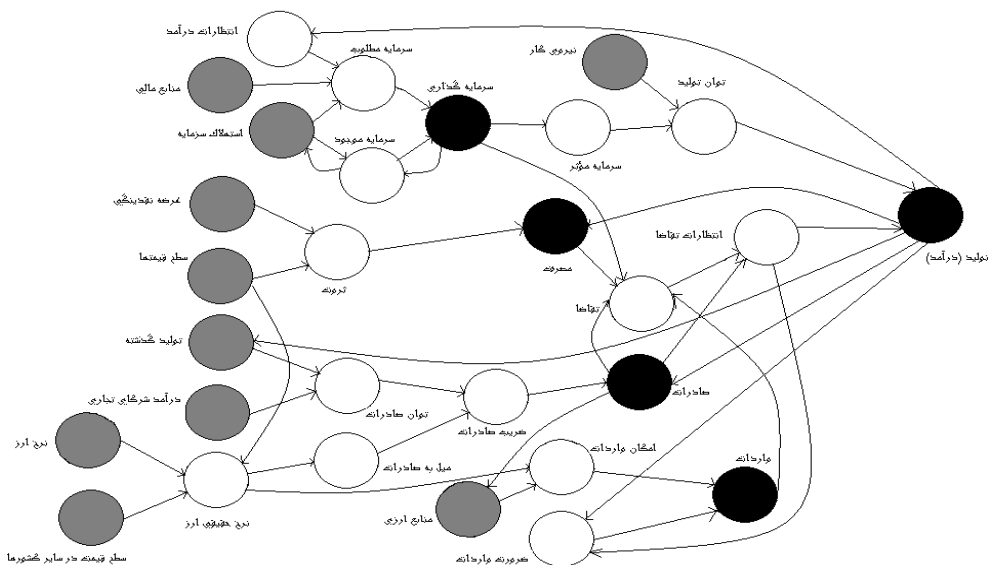 انتظارات درآمد
سرمایه مطلوب
نیروی کار
منابع مالی
سرمایه گذاری
توان تولید
استهلاک سرمایه
سرمایه موجود
سرمایه مؤثر
عرضه نقدینگی
انتظارات تقاضا
تولید (درآمد)
سطح قیمتها
ثروت
مصرف
تقاضا
تولید گذشته
درآمد شرکای تجاری
توان صادرات
ضریب صادرات
صادرات
نرخ ارز
میل به صادرات
امکان واردات
واردات
نرخ حقیقی ارز
منابع ارزی
ضرورت واردات
سطح قیمت در سایر کشورها